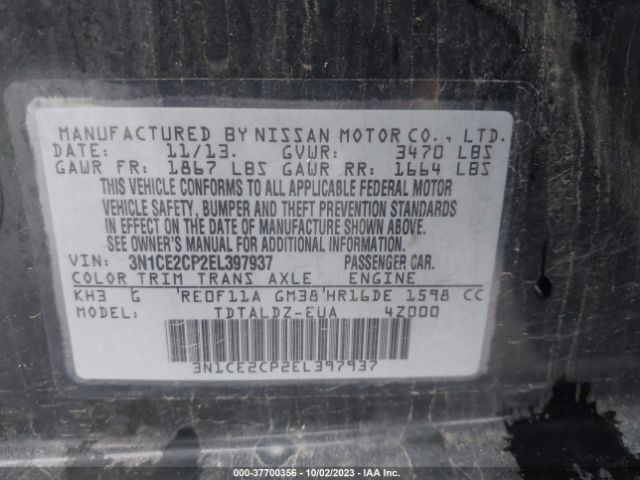 MANUFACTURED BY NISSAN MOTOR CO., LTD.
DATE: 11/13. GVWR: 3470 LBS
GAWR FR: 1867 LBS GAWR RR: 1664 LBS
THIS VEHICLE CONFORMS TO ALL APPLICABLE FEDERAL MOTOR
VEHICLE SAFETY, BUMPER AND THEFT PREVENTION STANDARDS
IN EFFECT ON THE DATE OF MANUFACTURE SHOWN ABOVE.
SEE OWNER'S MANUAL FOR ADDITIONAL INFORMATION.
VIN: 3N1CE2CP2EL397937 PASSENGER CAR.
COLOR TRIM TRANS AXLE ENGINE
KH3 G 'RE0F11A GM38'HR16DE 1598 CC
MODEL: TDTALDZ-EUA 4Z000
3N1CE2CP2EL397937
000-37700356 | 10/02/2023 | IAA Inc.